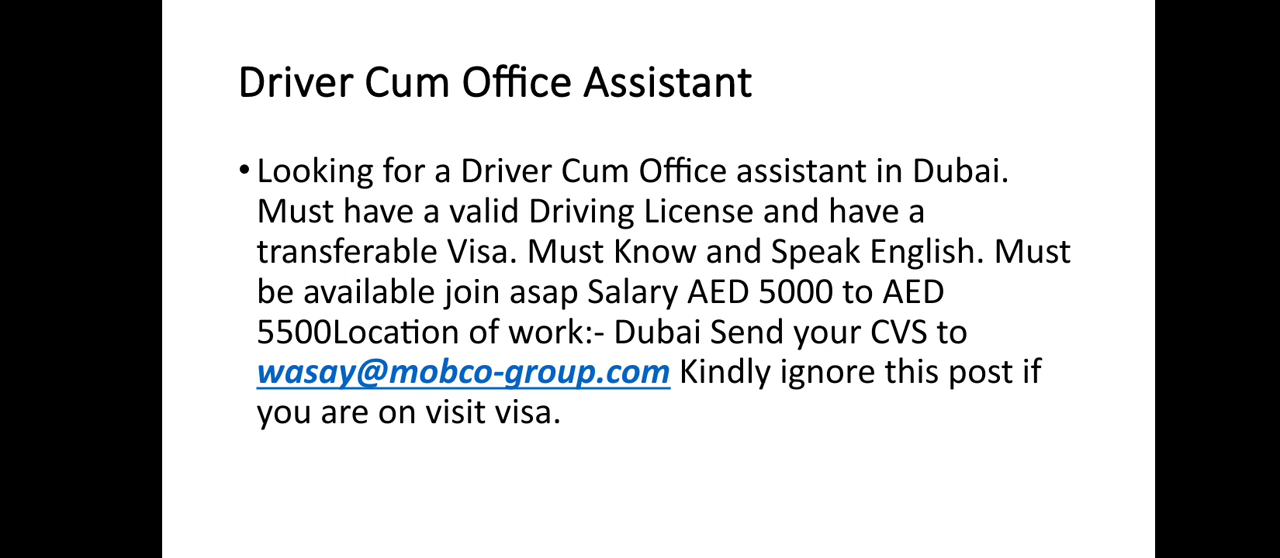 Driver Cum Office Assistant
• Looking for a Driver Cum Office assistant in Dubai.
Must have a valid Driving License and have a
transferable Visa. Must Know and Speak English. Must
be available join asap Salary AED 5000 to AED
5500Location of work:- Dubai Send your CVS to
wasay@mobco-group.com Kindly ignore this post if
you are on visit visa.